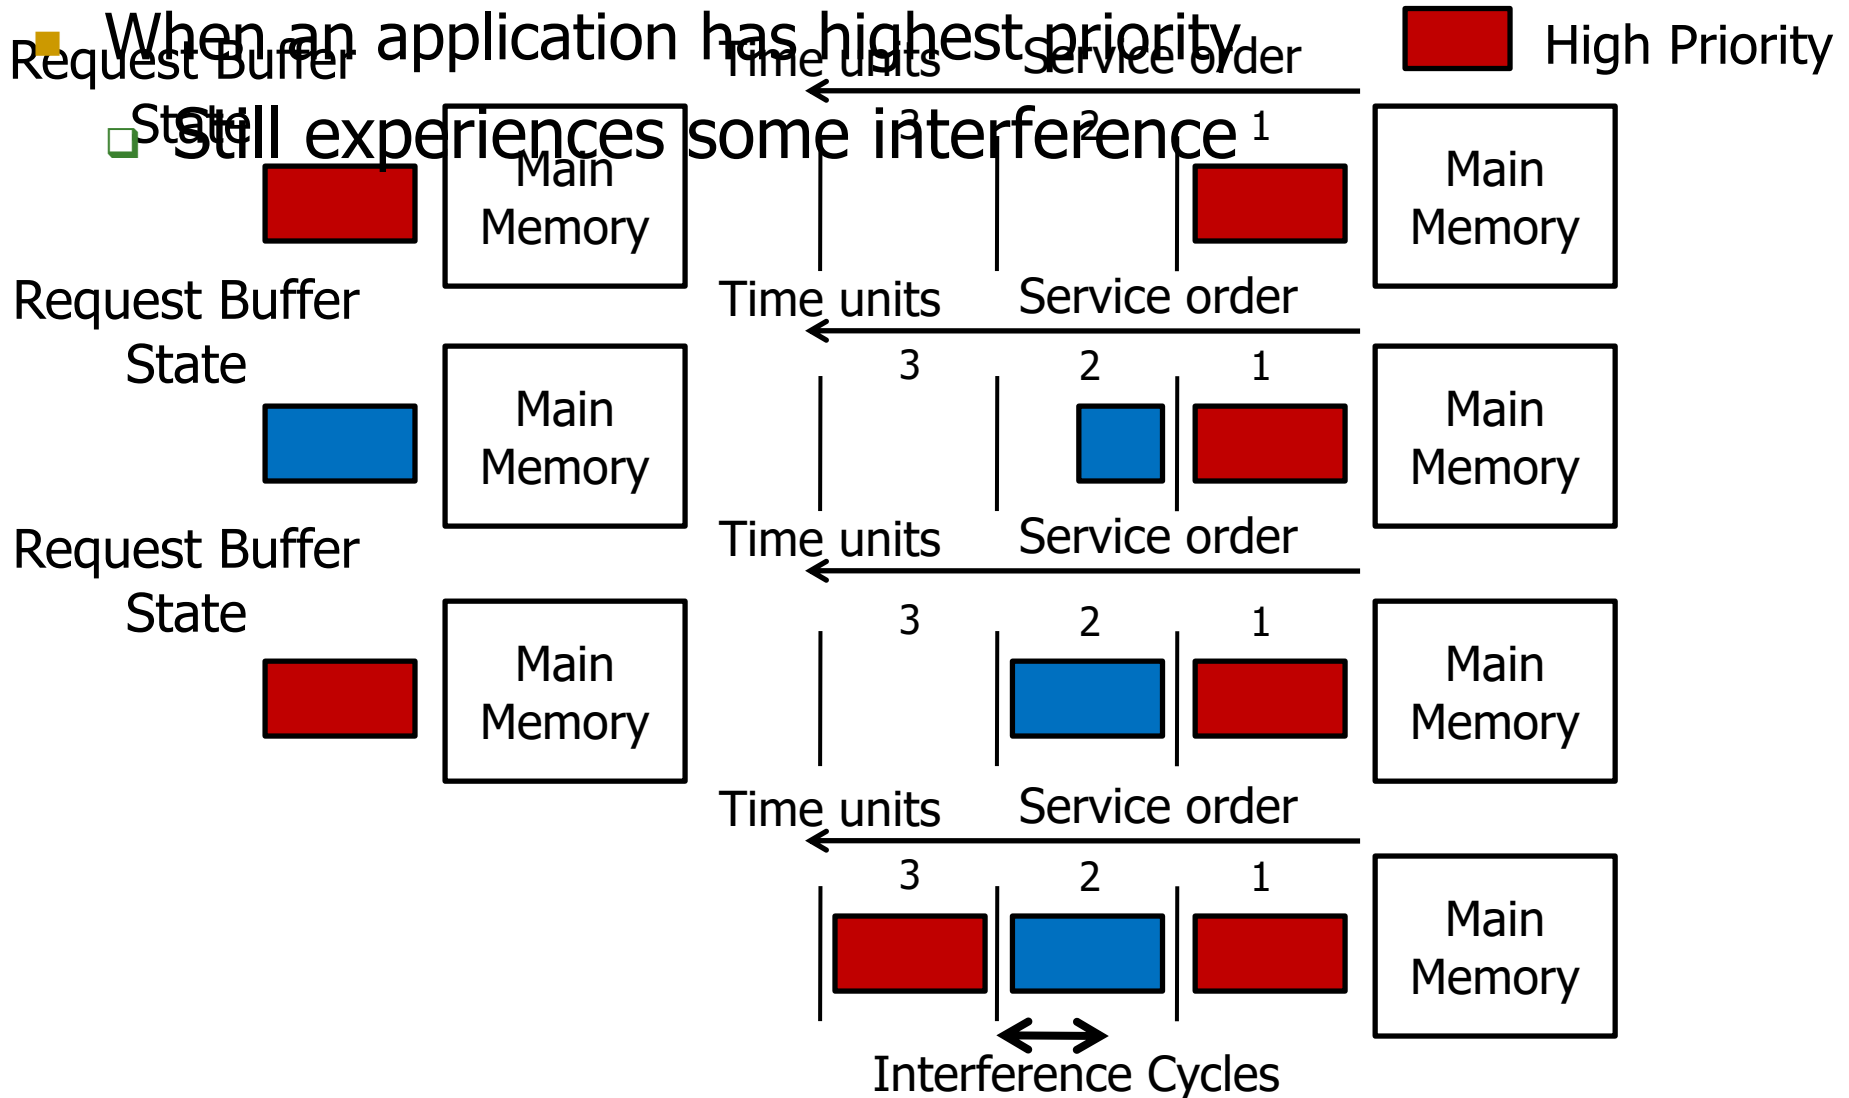 When an application has highest priority
Still experiences some interference
High Priority
Request Buffer
State
Main
Memory
Time units
Service order
3 2 1
Main
Memory
Request Buffer
State
Main
Memory
Time units
Service order
3 2 1
Main
Memory
Request Buffer
State
Main
Memory
Time units
Service order
3 2 1
Main
Memory
Time units
Service order
3 2 1
Main
Memory
Interference Cycles